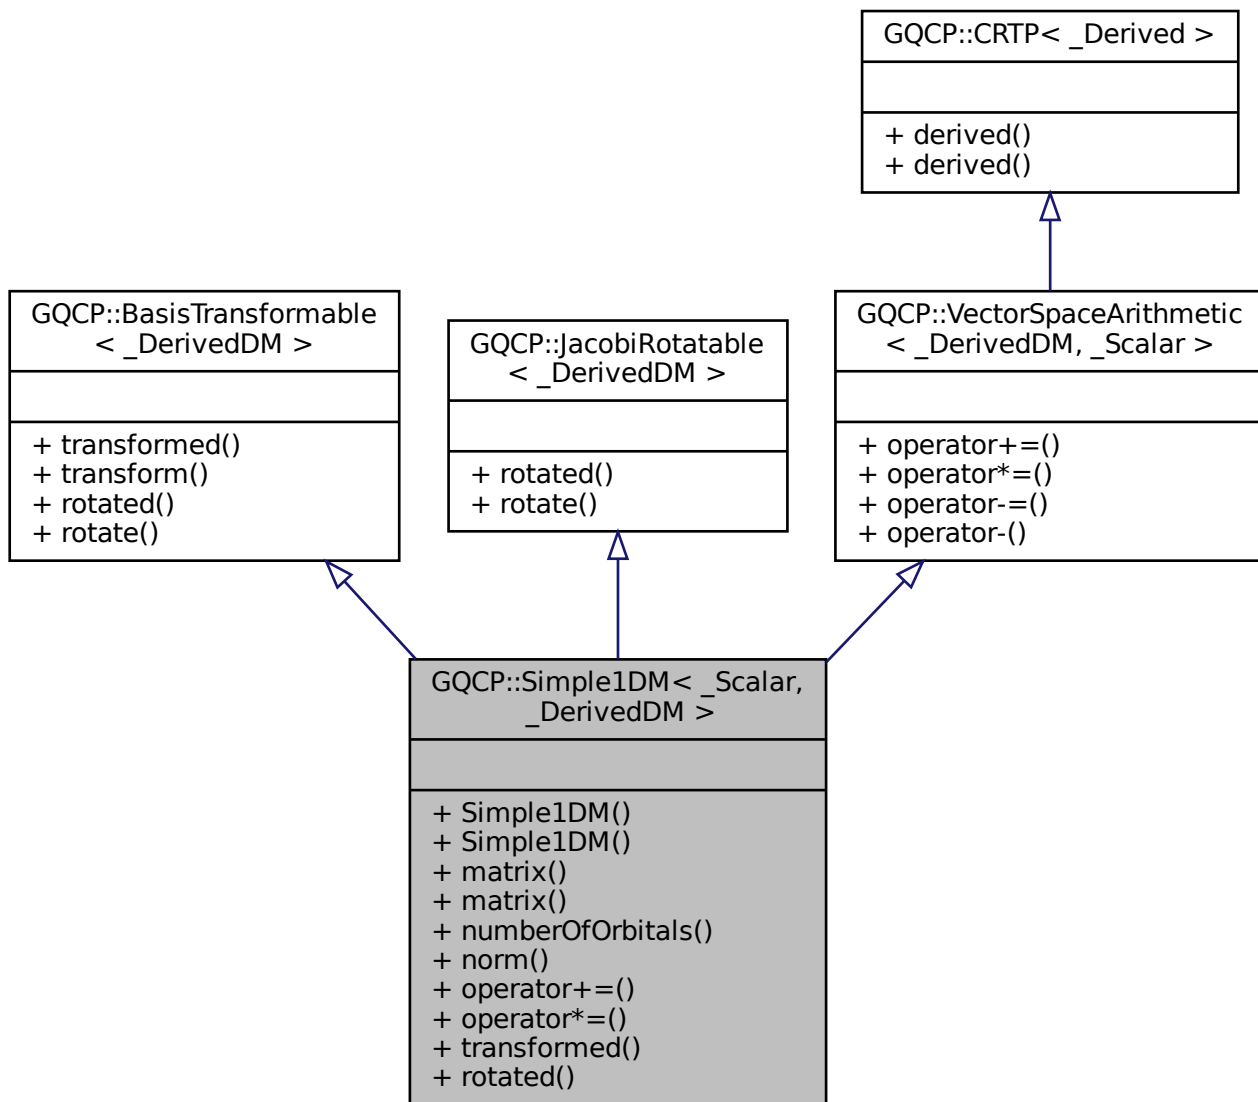 GQCP::CRTP< _Derived >
+ derived()
+ derived()
GQCP::BasisTransformable
< _DerivedDM >
+ transformed()
+ transform()
+ rotated()
+ rotate()
GQCP::JacobiRotatable
< _DerivedDM >
+ rotated()
+ rotate()
GQCP::VectorSpaceArithmetic
< _DerivedDM, _Scalar >
+ operator+=()
+ operator*=()
+ operator-=()
+ operator-()
GQCP::Simple1DM< _Scalar,
_DerivedDM >
+ Simple1DM()
+ Simple1DM()
+ matrix()
+ matrix()
+ numberOfOrbitals()
+ norm()
+ operator+=()
+ operator*=()
+ transformed()
+ rotated()